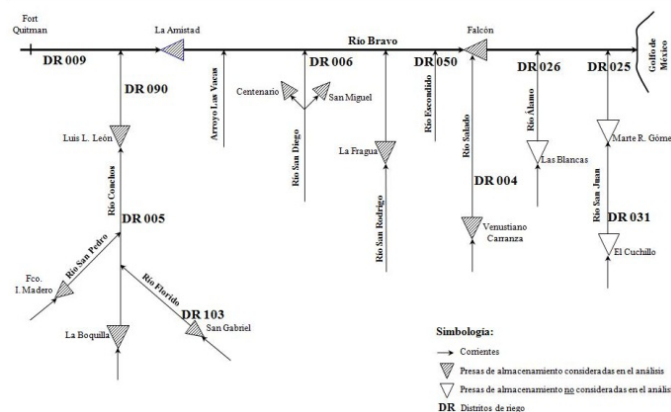 Fort
Quitman
La Amistad
Río Bravo
Falcón
Golfo de
México
DR 009
DR 006
DR 050
DR 026
DR 025
DR 090
Arroyo Las Vacas
Centenario
San Miguel
Río Escondido
Río Salado
Río Álamo
Luis L. León
Río San Diego
La Fragua
Las Blancas
Marte R. Góme
Río Conchos
DR 004
Río San Juan
DR 005
Río San Rodrigo
DR 031
Venustiano
Carranza
El Cuchillo
Río San Pedro
Fco.
I. Madero
Río Florido
DR 103
San Gabriel
La Boquilla
Simbología:
Corrientes
Presas de almacenamiento consideradas en el análisis
Presas de almacenamiento no consideradas en el análisi
DR Distritos de riego